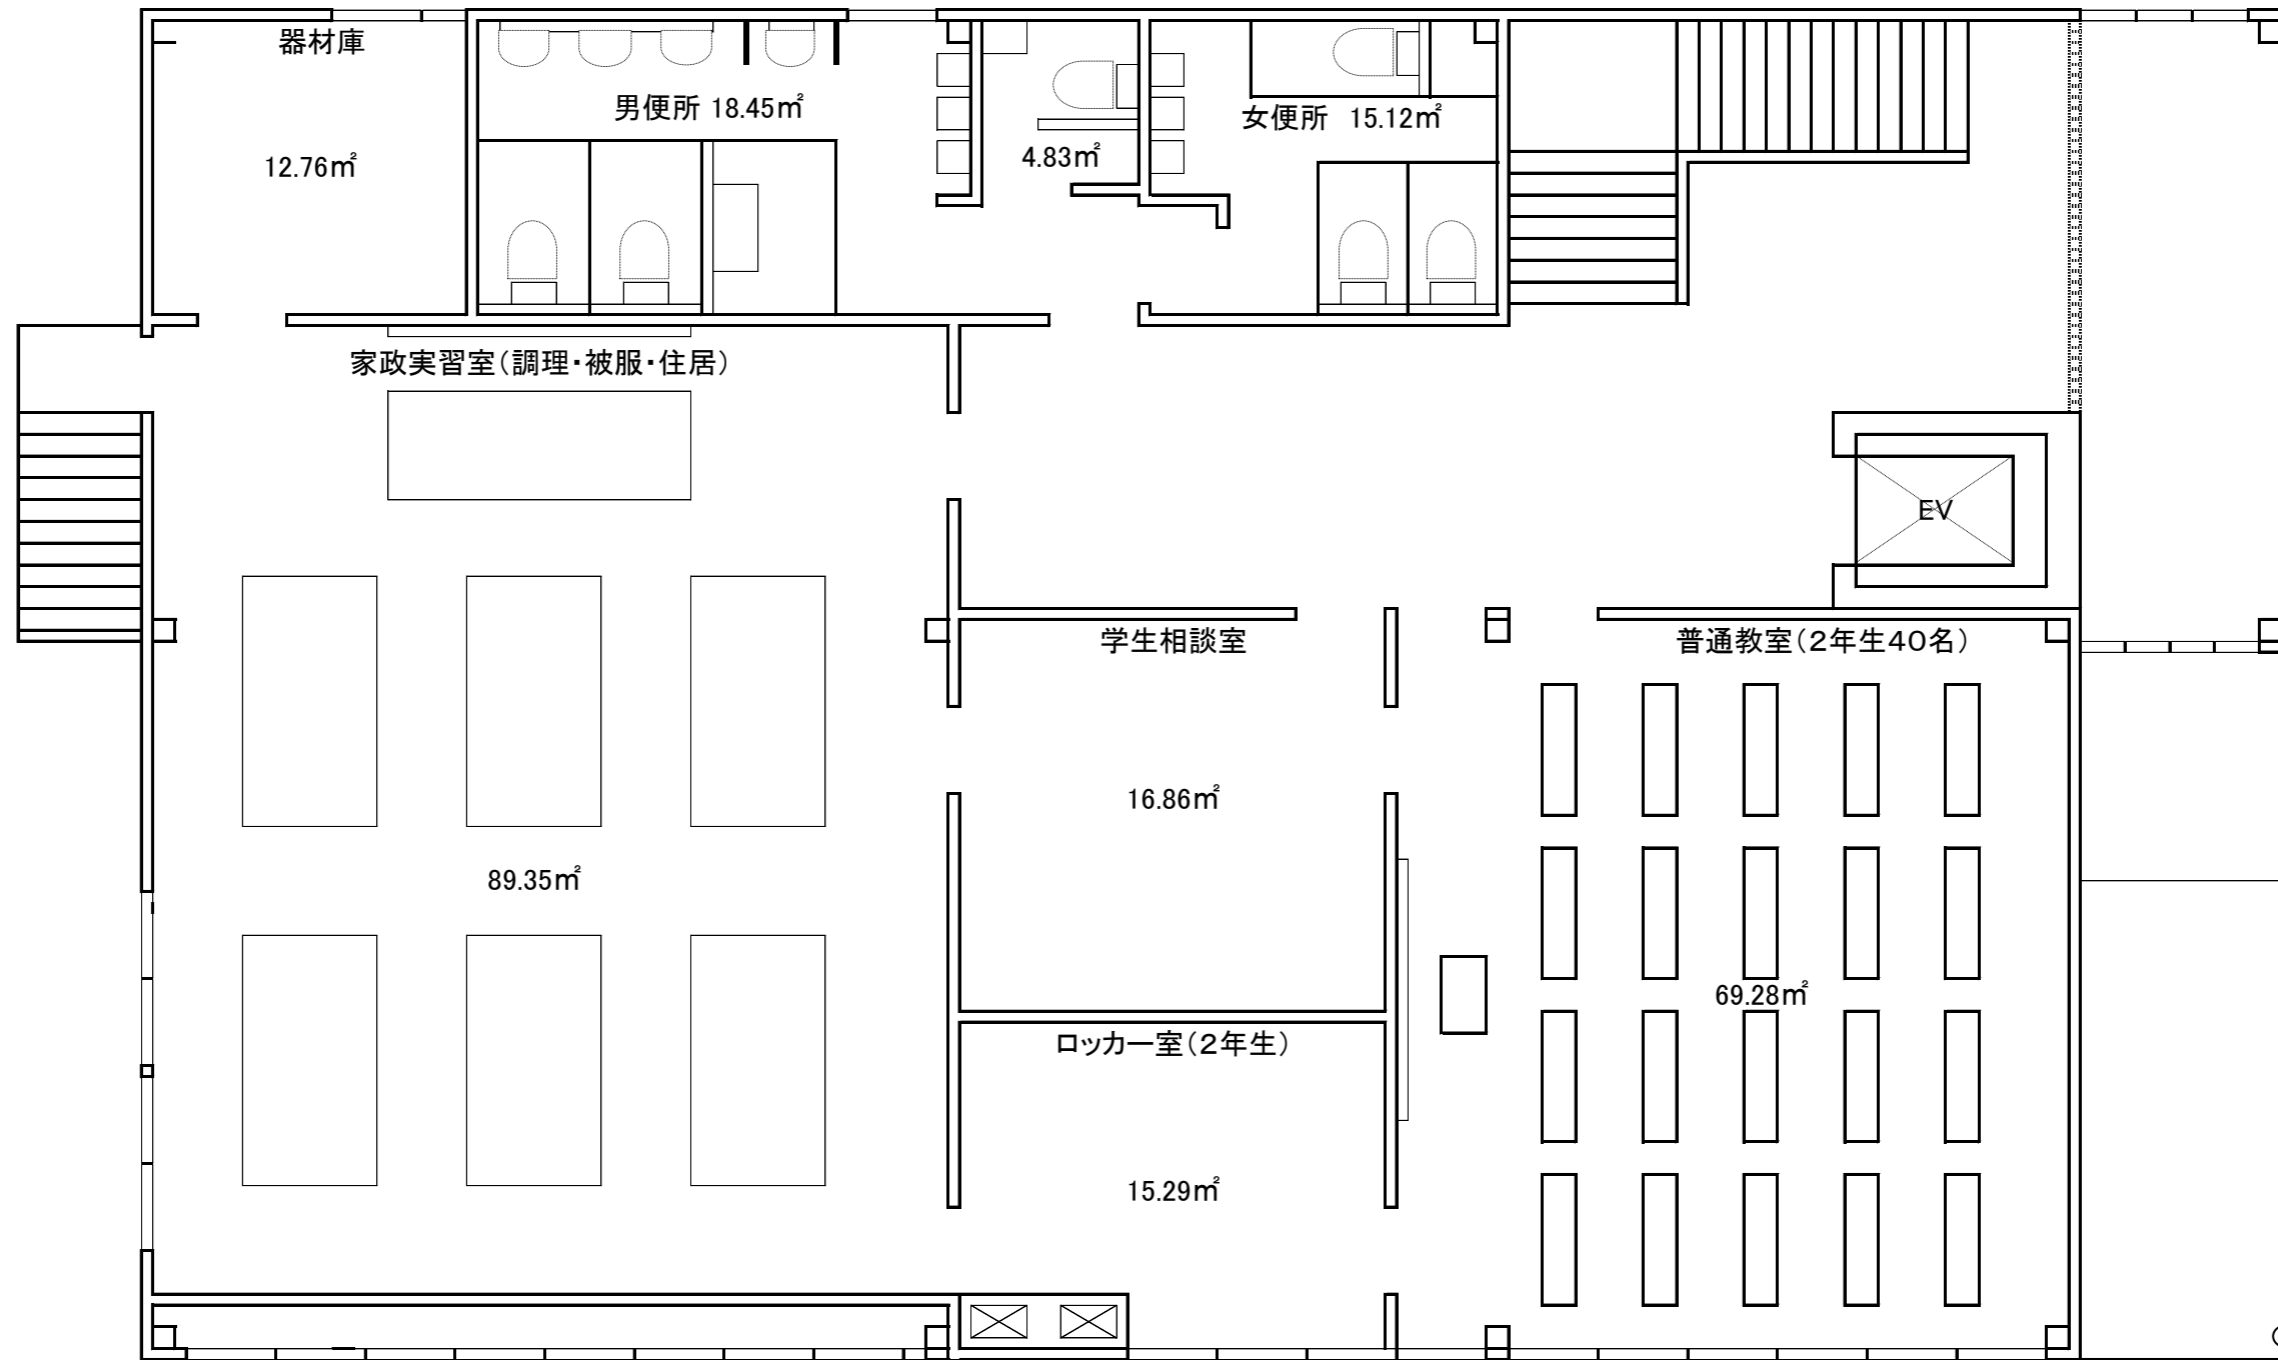 器材庫
12.76㎡
男便所 18.45㎡
4.83㎡
女便所 15.12㎡
家政実習室(調理・被服・住居)
EV
学生相談室
普通教室(2年生40名)
16.86㎡
89.35㎡
69.28㎡
ロッカー室(2年生)
15.29㎡